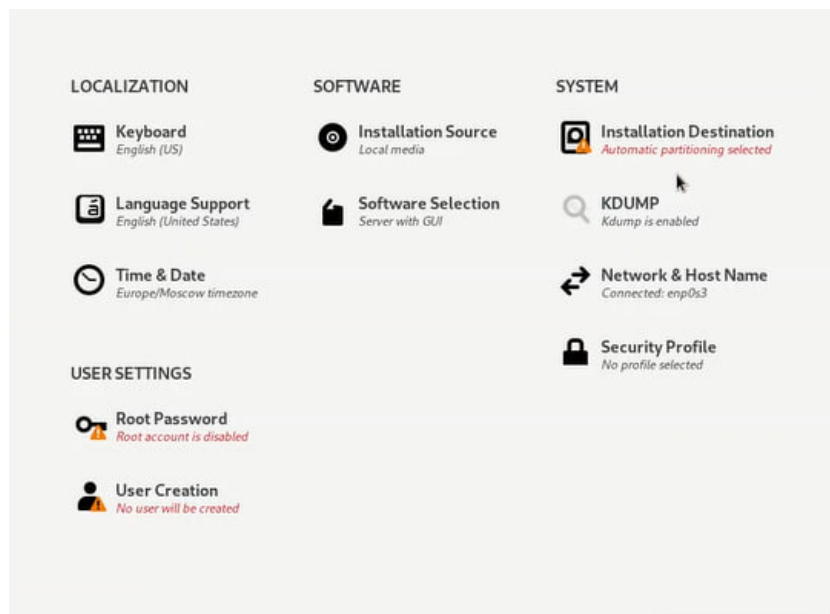 LOCALIZATION
Keyboard
English (US)
Language Support
English (United States)
Time & Date
Europe/Moscow timezone
USER SETTINGS
Root Password
Root account is disabled
User Creation
No user will be created
SOFTWARE
Installation Source
Local media
Software Selection
Server with GUI
SYSTEM
Installation Destination
Automatic partitioning selected
KDUMP
Kdump is enabled
Network & Host Name
Connected: enp0s3
Security Profile
No profile selected